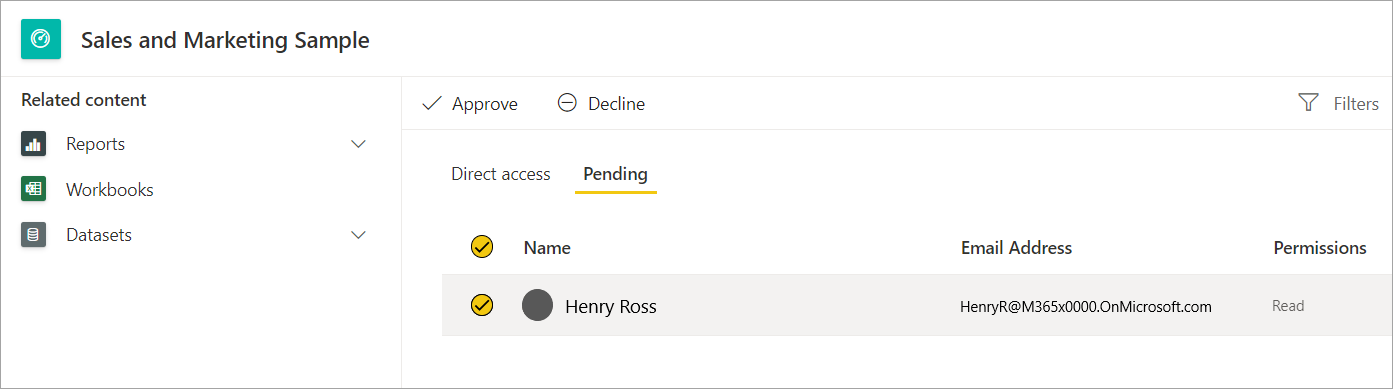 Sales and Marketing Sample
Related content
Reports
Workbooks
Datasets
Approve
Decline
Filters
Direct access
Pending
Name
Email Address
Permissions
Henry Ross
HenryR@M365x0000.OnMicrosoft.com
Read